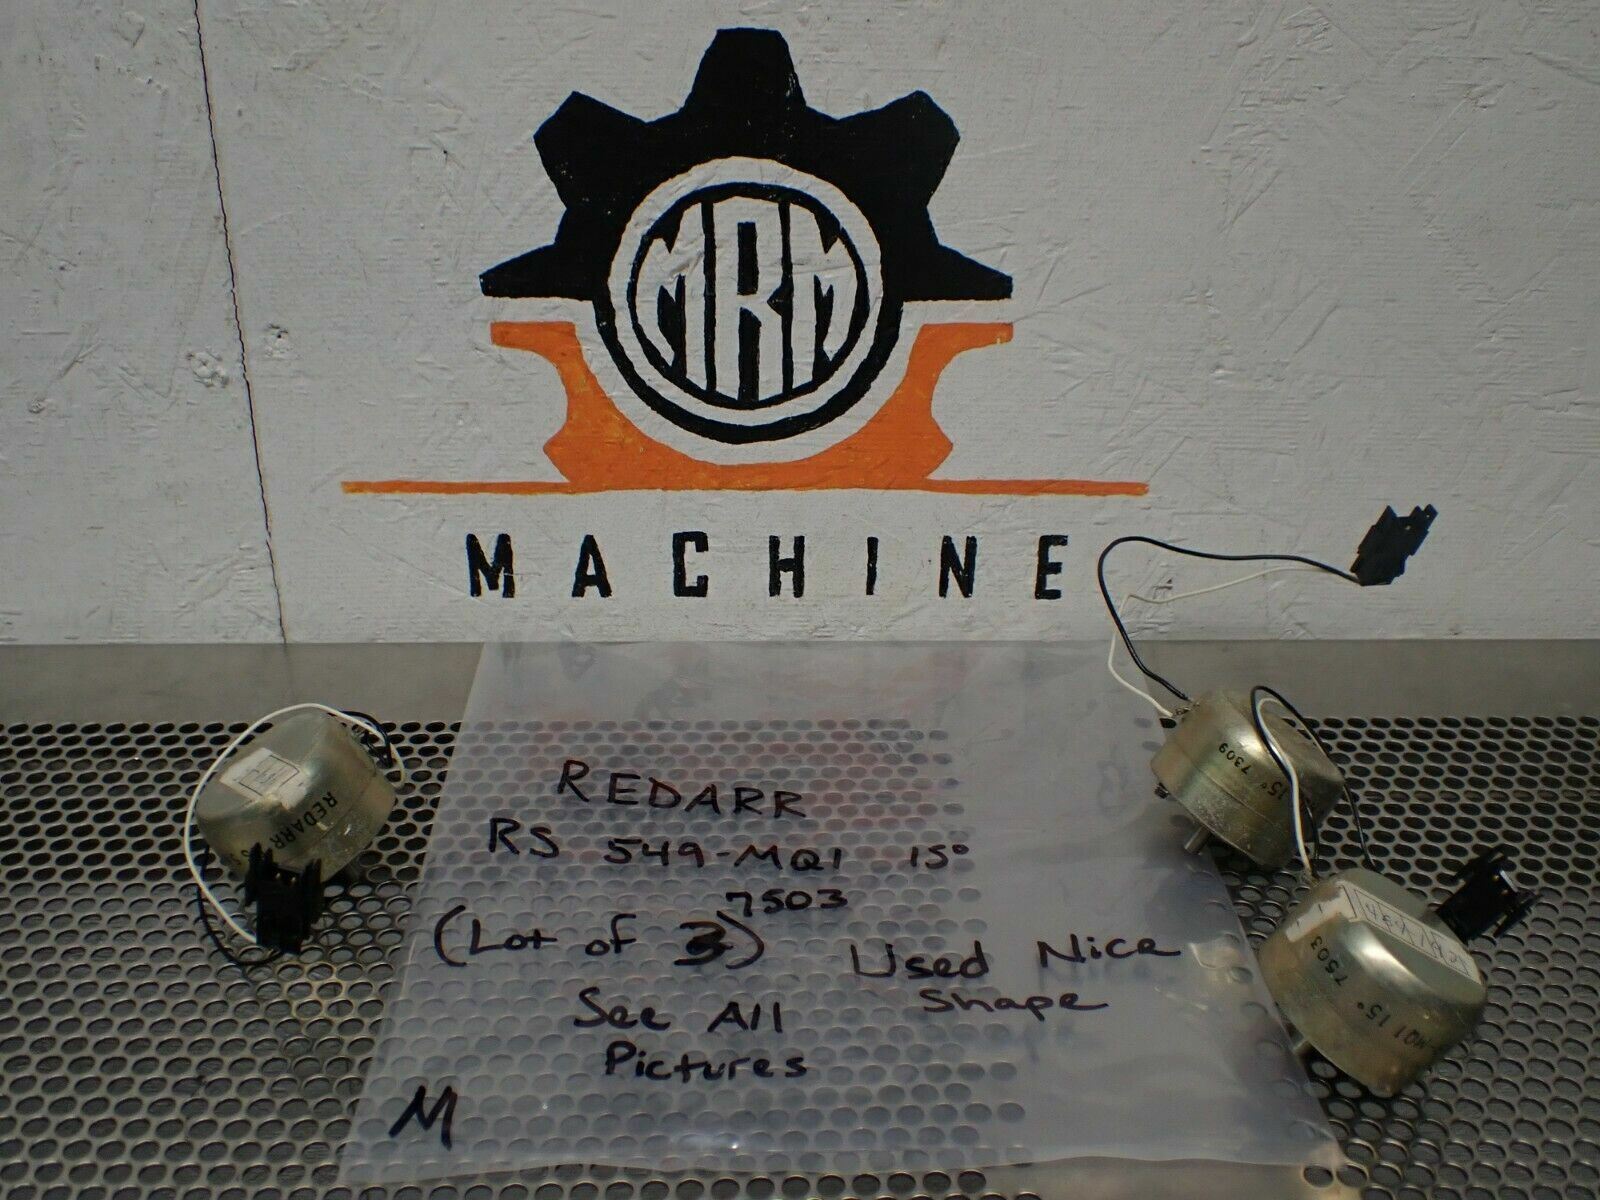 MRM
MACHINE
REDARR
RS 549-MQ1 15°
7503
(Lot of 3)
Used Nice
Shape
See All
Pictures
M
REDARR
15° 7309
7503
MQ1 15°